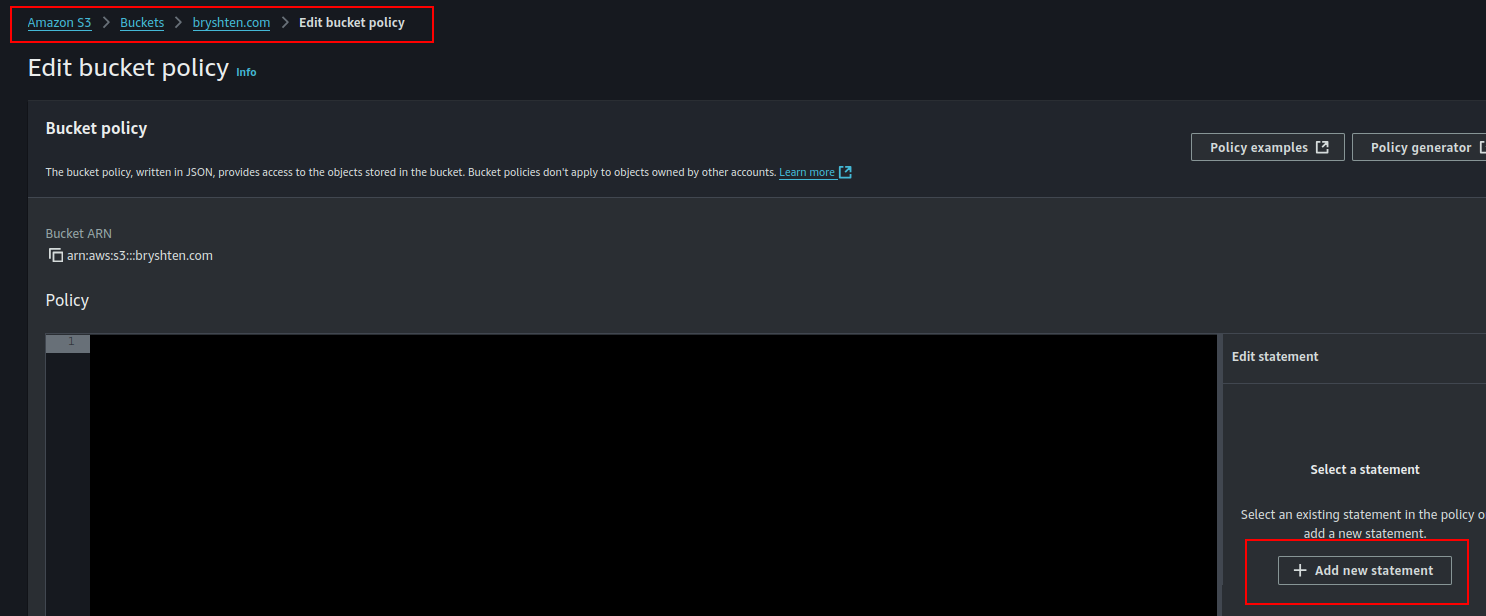 Amazon S3 > Buckets > bryshten.com > Edit bucket policy
Edit bucket policy Info
Bucket policy
Policy examples
Policy generator
The bucket policy, written in JSON, provides access to the objects stored in the bucket. Bucket policies don't apply to objects owned by other accounts. Learn more
Bucket ARN
arn:aws:s3:::bryshten.com
Policy
1
Edit statement
Select a statement
Select an existing statement in the policy o
add a new statement.
+ Add new statement